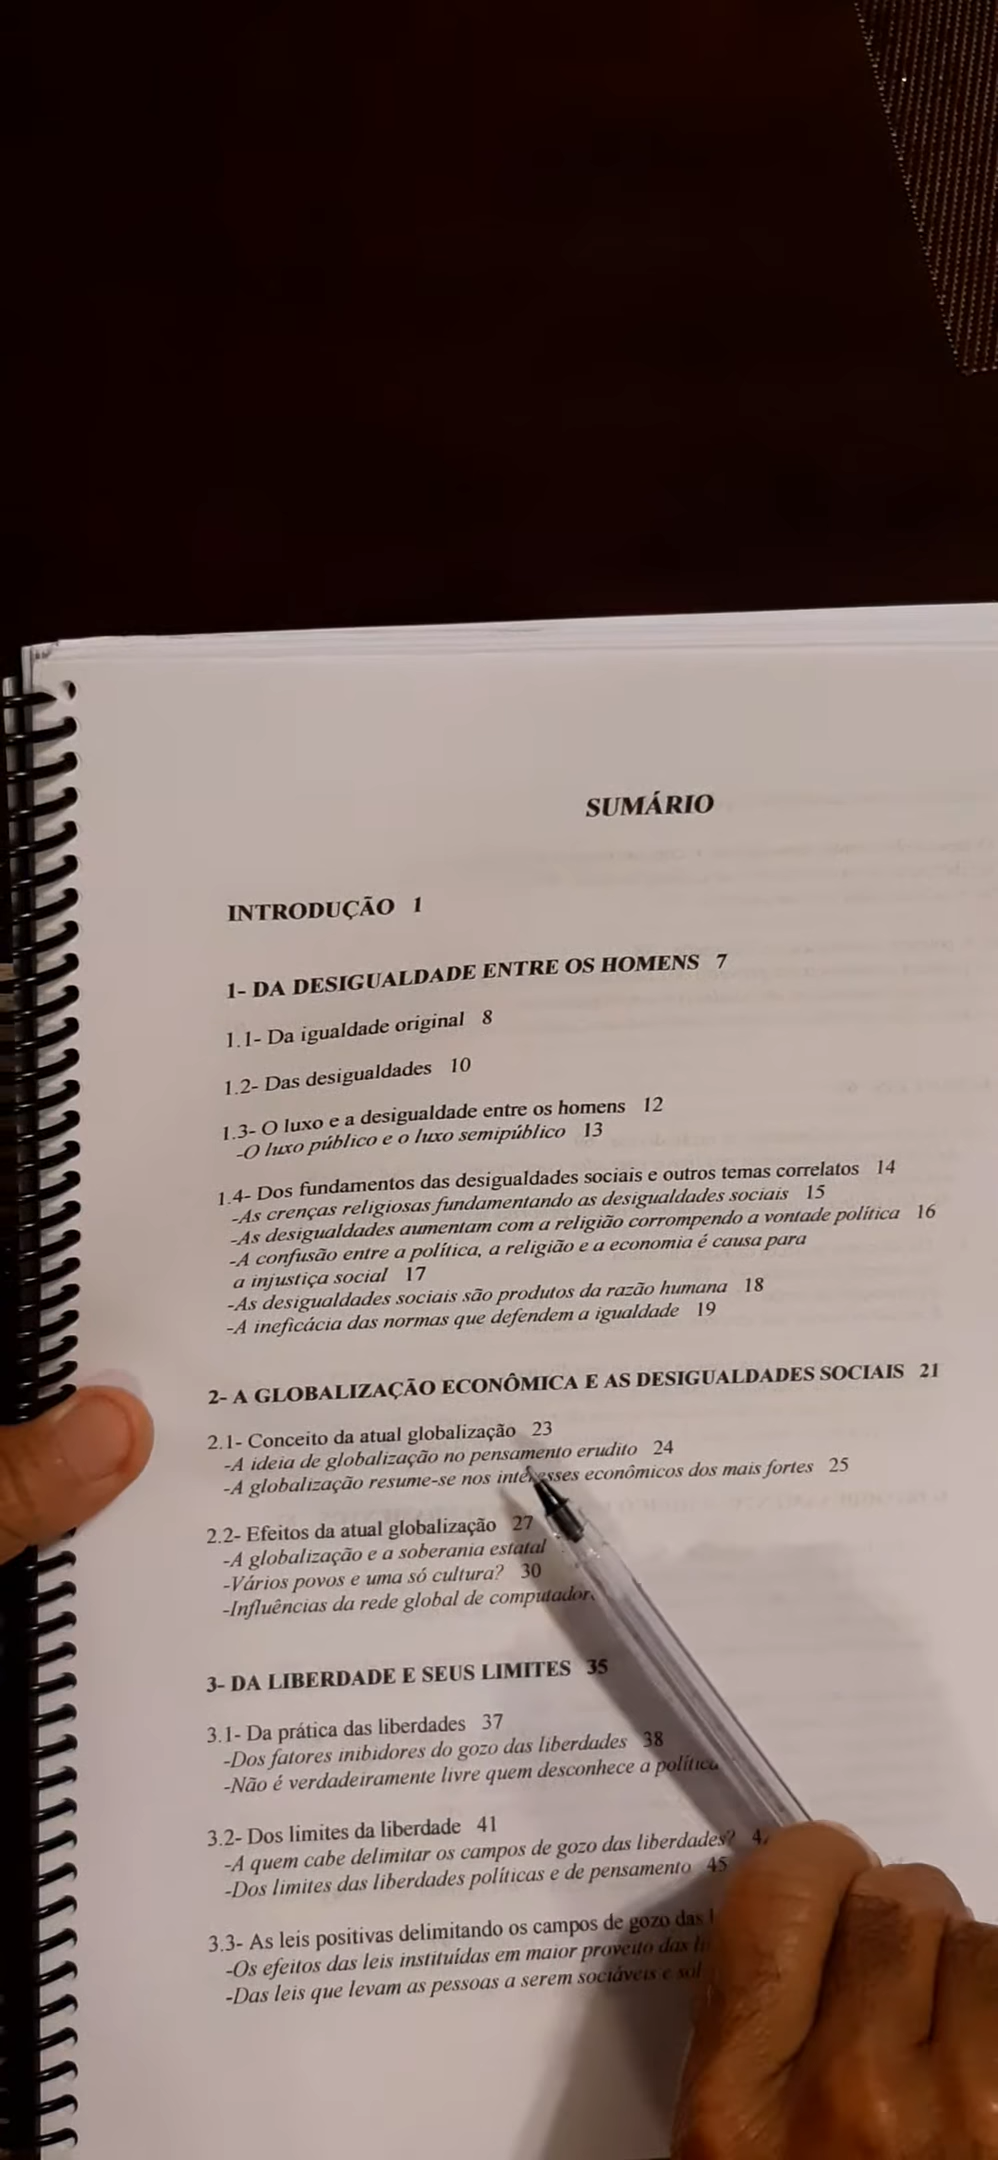 SUMÁRIO
INTRODUÇÃO 1
1- DA DESIGUALDADE ENTRE OS HOMENS 7
1.1- Da igualdade original 8
1.2- Das desigualdades 10
1.3- O luxo e a desigualdade entre os homens 12
-O luxo público e o luxo semipúblico 13
1.4- Dos fundamentos das desigualdades sociais e outros temas correlatos 14
-As crenças religiosas fundamentando as desigualdades sociais 15
-As desigualdades aumentam com a religião corrompendo a vontade política 16
-A confusão entre a política, a religião e a economia é causa para
a injustiça social 17
-As desigualdades sociais são produtos da razão humana 18
-A ineficácia das normas que defendem a igualdade 19
2- A GLOBALIZAÇÃO ECONÔMICA E AS DESIGUALDADES SOCIAIS 21
2.1- Conceito da atual globalização 23
-A ideia de globalização no pensamento erudito 24
-A globalização resume-se nos interesses econômicos dos mais fortes 25
2.2- Efeitos da atual globalização 27
-A globalização e a soberania estatal
-Vários povos e uma só cultura? 30
-Influências da rede global de
3- DA LIBERDADE E SEUS LIMITES 35
3.1- Da prática das liberdades 37
-Dos fatores inibidores do gozo das liberdades 38
-Não é verdadeiramente livre quem desconhece a política
3.2- Dos limites da liberdade 41
-A quem cabe delimitar os campos de gozo das liberdades?
-Dos limites das liberdades políticas e de pensamento 45
3.3- As leis positivas delimitando os campos de gozo das
-Os efeitos das leis instituídas em maior proveito das
-Das leis que levam as pessoas a serem sociáveis e